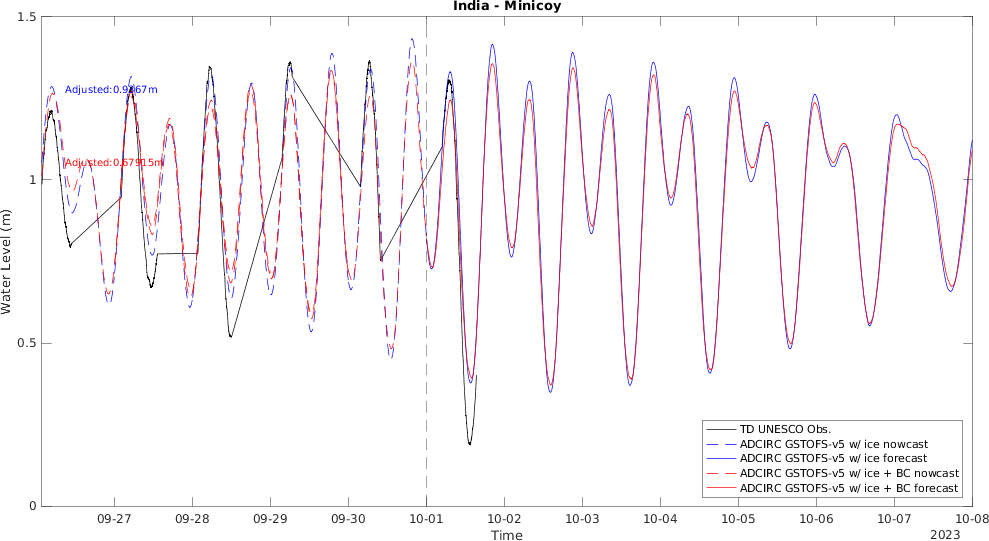 India - Minicoy
1.5
1
0.5
0
Water Level (m)
Adjusted:0.67915m
09-27
09-28
09-29
09-30
10-01
10-02
10-03
10-04
10-05
10-06
10-07
10-08
Time
2023
TD UNESCO Obs.
ADCIRC GSTOFS-v5 w/ ice nowcast
ADCIRC GSTOFS-v5 w/ ice forecast
ADCIRC GSTOFS-v5 w/ ice + BC nowcast
ADCIRC GSTOFS-v5 w/ ice + BC forecast